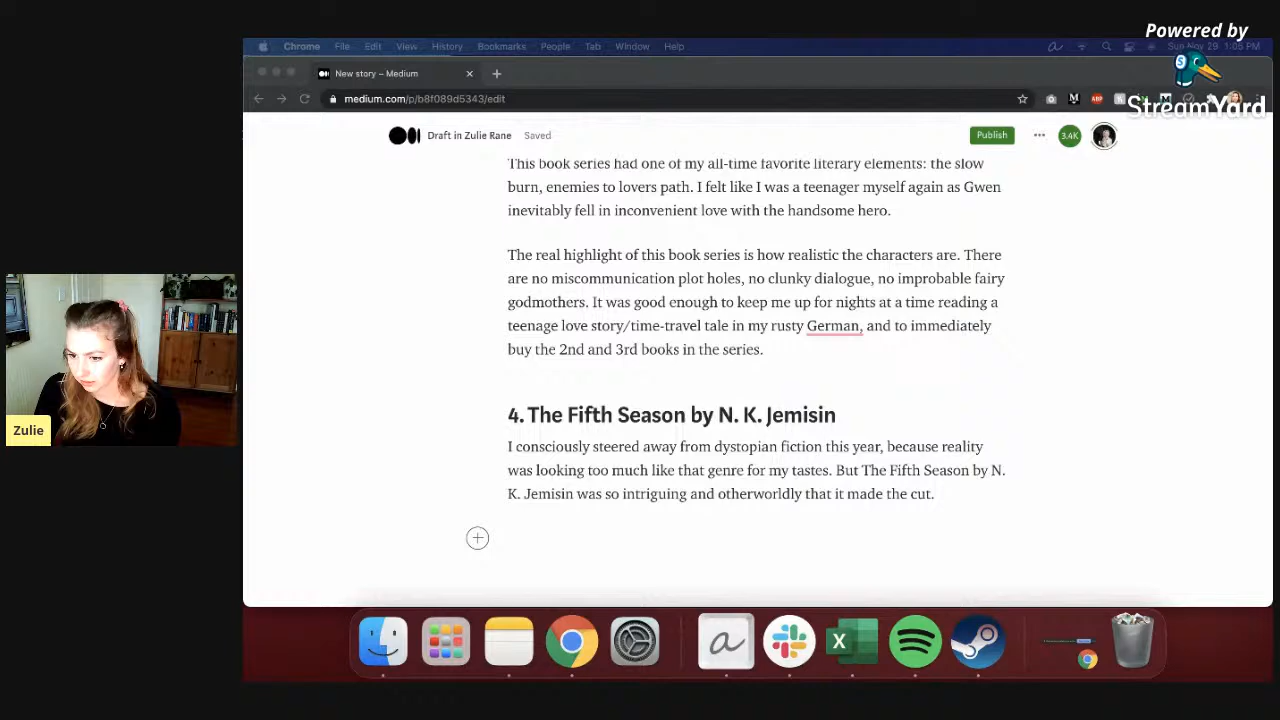 Powered by
StreamYard
Chrome File Edit View History Bookmarks People Tab Window Help
Sun Nov 29 1:08 PM
New story – Medium
medium.com/p/b8f089d5343/edit
Draft in Zulie Rane Saved Publish 3.4K
This book series had one of my all-time favorite literary elements: the slow
burn, enemies to lovers path. I felt like I was a teenager myself again as Gwen
inevitably fell in inconvenient love with the handsome hero.
The real highlight of this book series is how realistic the characters are. There
are no miscommunication plot holes, no clunky dialogue, no improbable fairy
godmothers. It was good enough to keep me up for nights at a time reading a
teenage love story/time-travel tale in my rusty German, and to immediately
buy the 2nd and 3rd books in the series.
4. The Fifth Season by N. K. Jemisin
I consciously steered away from dystopian fiction this year, because reality
was looking too much like that genre for my tastes. But The Fifth Season by N.
K. Jemisin was so intriguing and otherworldly that it made the cut.
Zulie